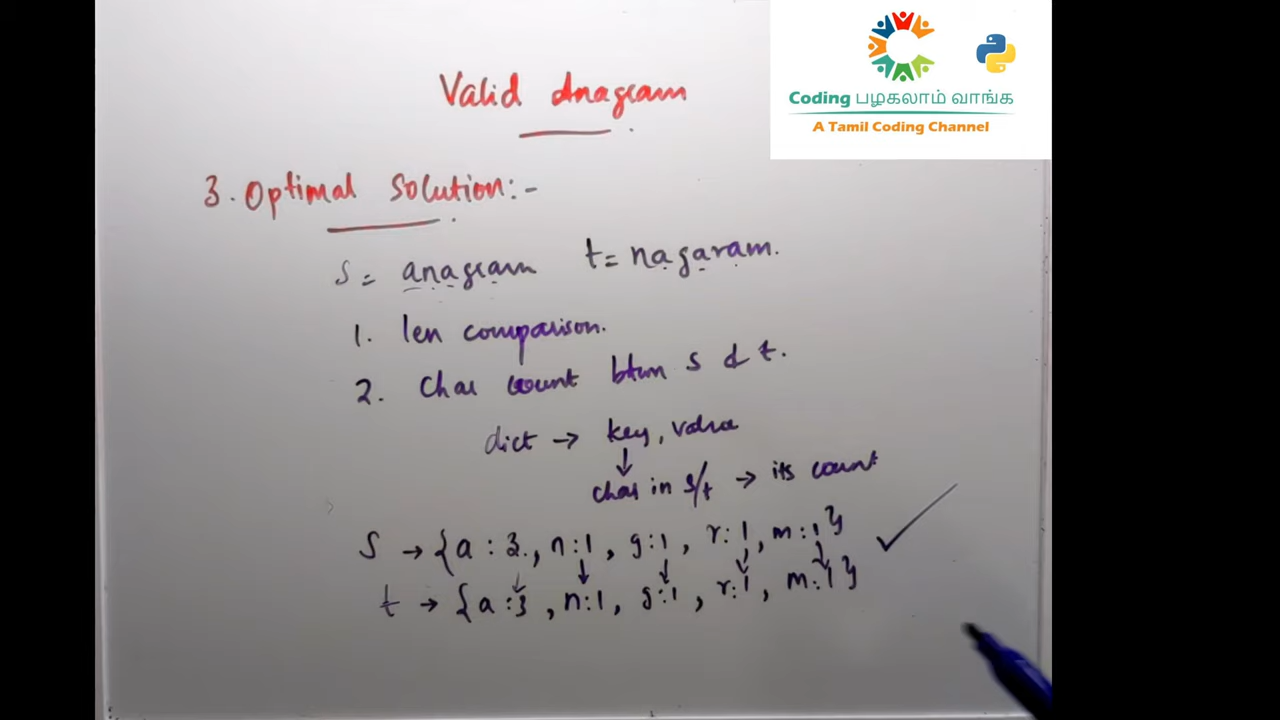 Valid Anagram
Coding பழகலாம் வாங்க
A Tamil Coding Channel
3. Optimal Solution:-
s = anagram t = nagaram.
1. len comparison.
2. Char count btwn s & t.
dict → key, value
↓
char in s/t → its count
S → {a : 3, n:1, g:1, r:1, m:1} ✓
↓ ↓ ↓ ↓ ↓
t → {a:3, n:1, g:1, r:1, m:1}